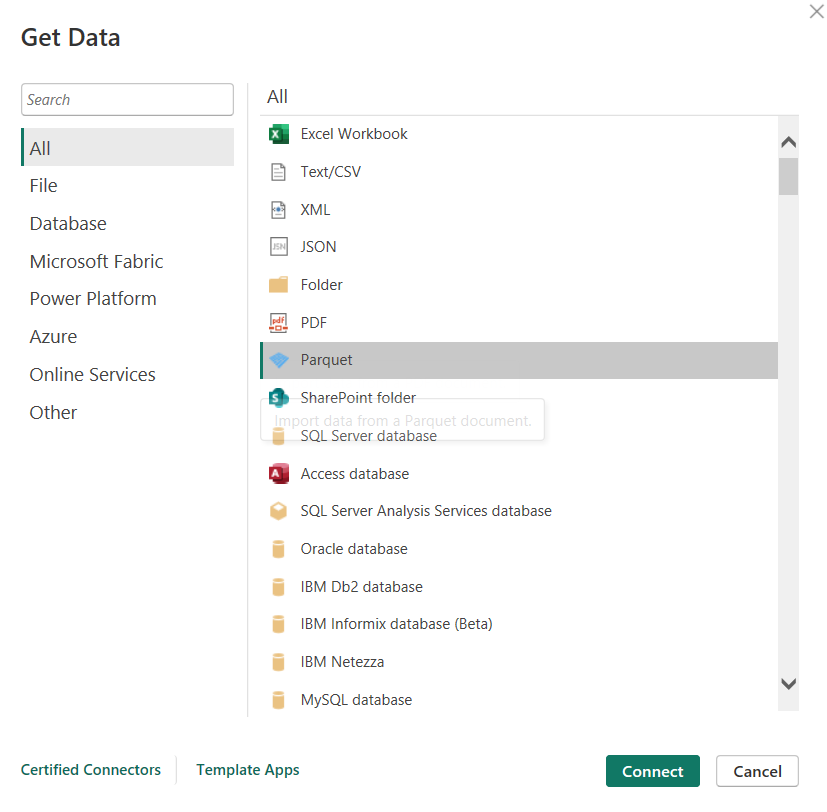 Get Data
Search
All
File
Database
Microsoft Fabric
Power Platform
Azure
Online Services
Other
All
Excel Workbook
Text/CSV
XML
JSN JSON
Folder
pdf PDF
Parquet
SharePoint folder
Import data from a Parquet document.
SQL Server database
Access database
SQL Server Analysis Services database
Oracle database
IBM Db2 database
IBM Informix database (Beta)
IBM Netezza
MySQL database
Certified Connectors
Template Apps
Connect
Cancel